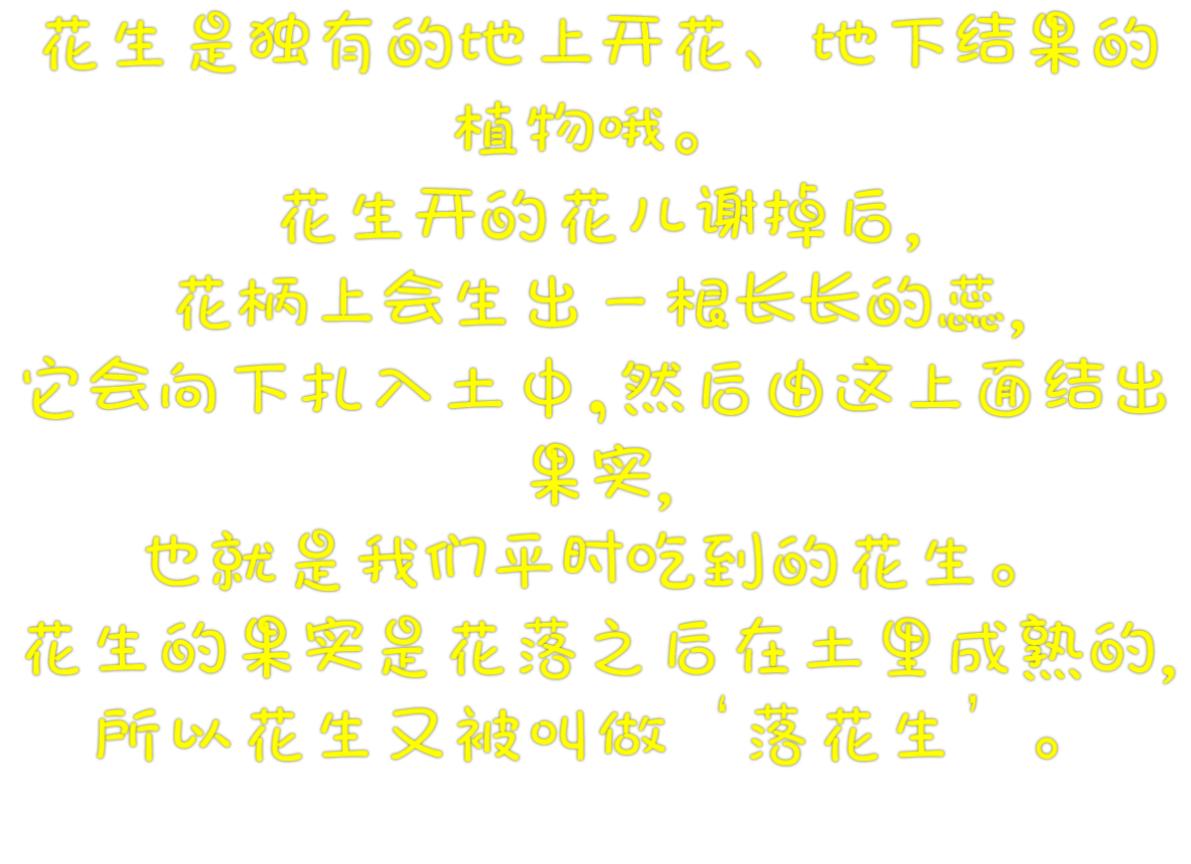 花生是独有的地上开花、地下结果的
植物哦。
花生开的花儿谢掉后,
花柄上会生出一根长长的蕊,
它会向下扎入土中,然后由这上面结出
果实,
也就是我们平时吃到的花生。
花生的果实是花落之后在土里成熟的,
所以花生又被叫做‘落花生’。